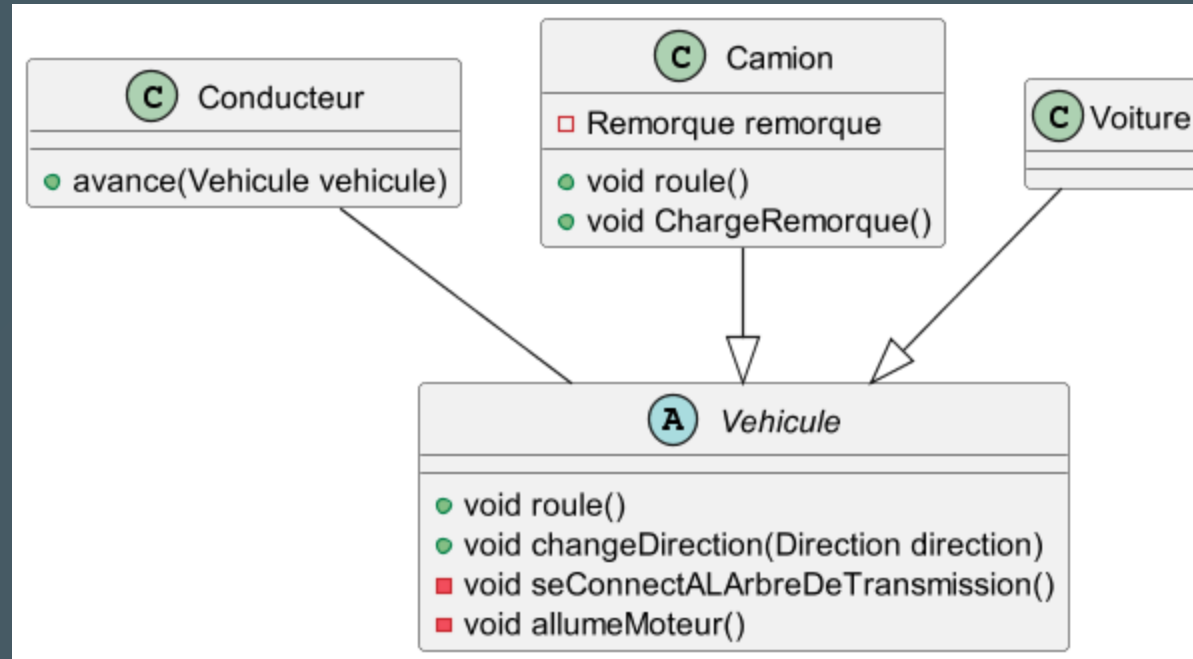 C Conducteur
avance(Vehicule vehicule)
C Camion
Remorque remorque
void roule()
void ChargeRemorque()
C Voiture
A Vehicule
void roule()
void changeDirection(Direction direction)
void seConnectALArbreDeTransmission()
void allumeMoteur()